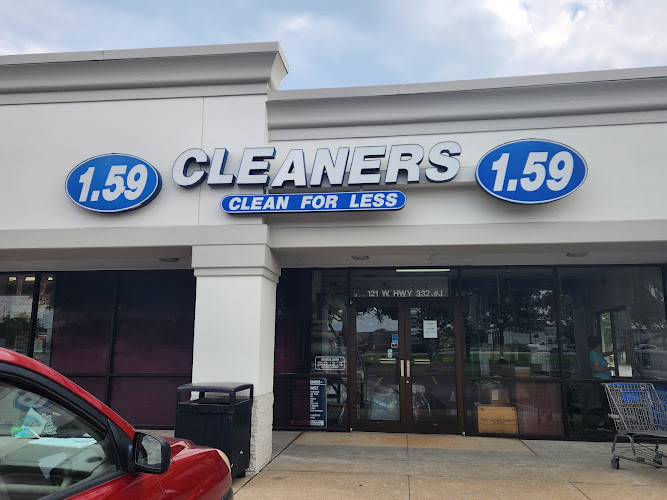 1.59
CLEANERS
1.59
CLEAN FOR LESS
121 W. HWY 332 #J